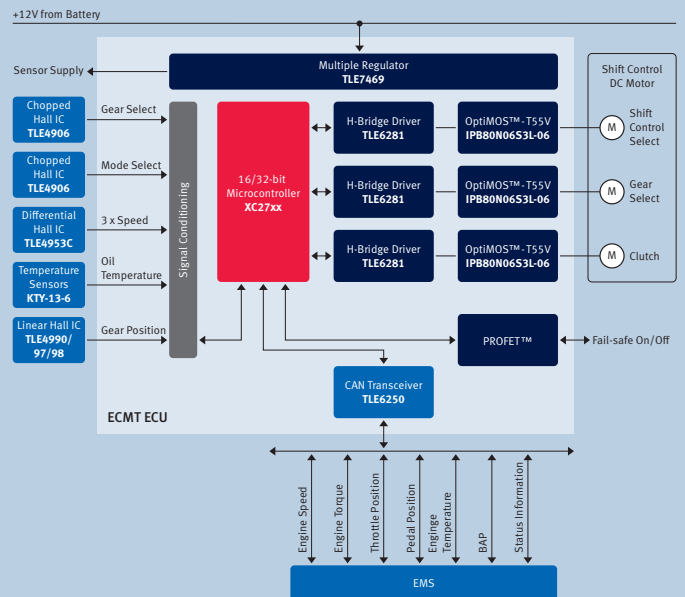 +12V from Battery
Multiple Regulator
TLE7469
Sensor Supply
Shift Control
DC Motor
Chopped
Hall IC
TLE4906
Gear Select
Chopped
Hall IC
TLE4906
Mode Select
Differential
Hall IC
TLE4953C
3 x Speed
Temperature
Sensors
KTY-13-6
Oil
Temperature
Linear Hall IC
TLE4990/
97/98
Gear Position
Signal Conditioning
16/32-bit
Microcontroller
XC27xx
H-Bridge Driver
TLE6281
OptiMOS™-T55V
IPB80N06S3L-06
M
Shift
Control
Select
H-Bridge Driver
TLE6281
OptiMOS™-T55V
IPB80N06S3L-06
M
Gear
Select
H-Bridge Driver
TLE6281
OptiMOS™-T55V
IPB80N06S3L-06
M
Clutch
PROFET™
Fail-safe On/Off
CAN Transceiver
TLE6250
ECMT ECU
Engine Speed
Engine Torque
Throttle Position
Pedal Position
Enginge
Temperature
BAP
Status Information
EMS